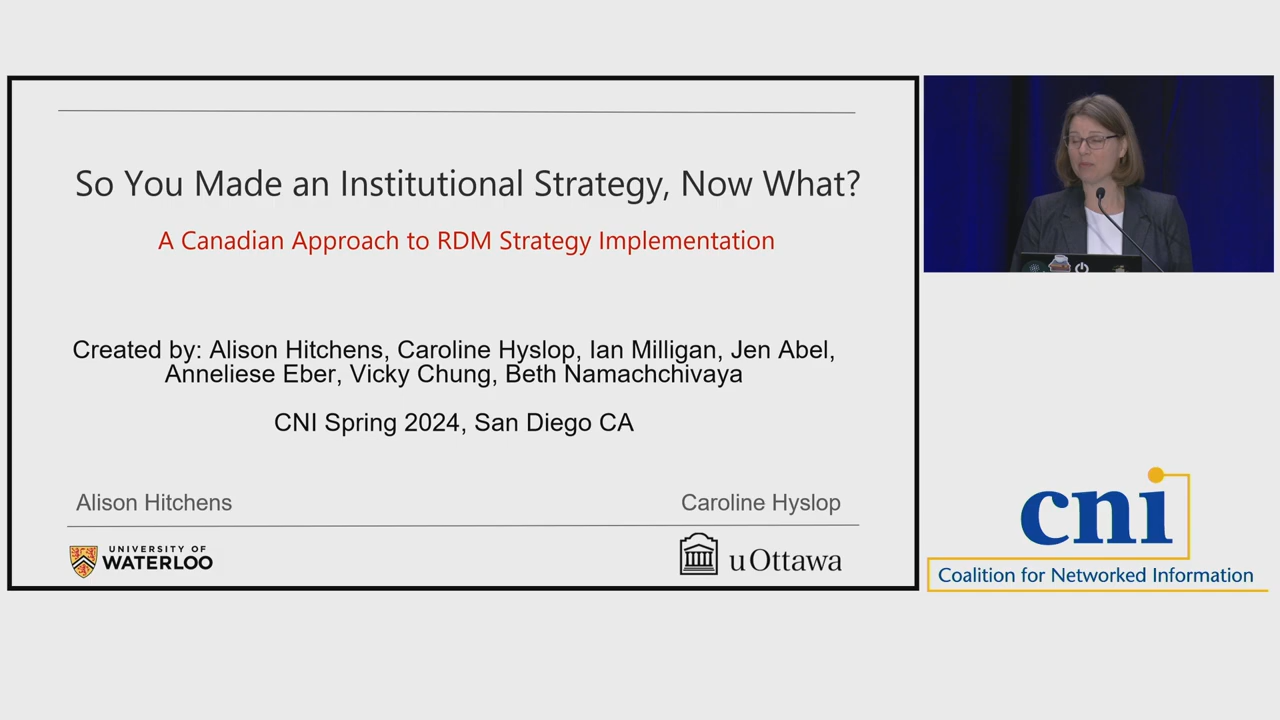 So You Made an Institutional Strategy, Now What?
A Canadian Approach to RDM Strategy Implementation
Created by: Alison Hitchens, Caroline Hyslop, Ian Milligan, Jen Abel,
Anneliese Eber, Vicky Chung, Beth Namachchivaya
CNI Spring 2024, San Diego CA
Alison Hitchens
Caroline Hyslop
UNIVERSITY OF
WATERLOO
uOttawa
cni
Coalition for Networked Information